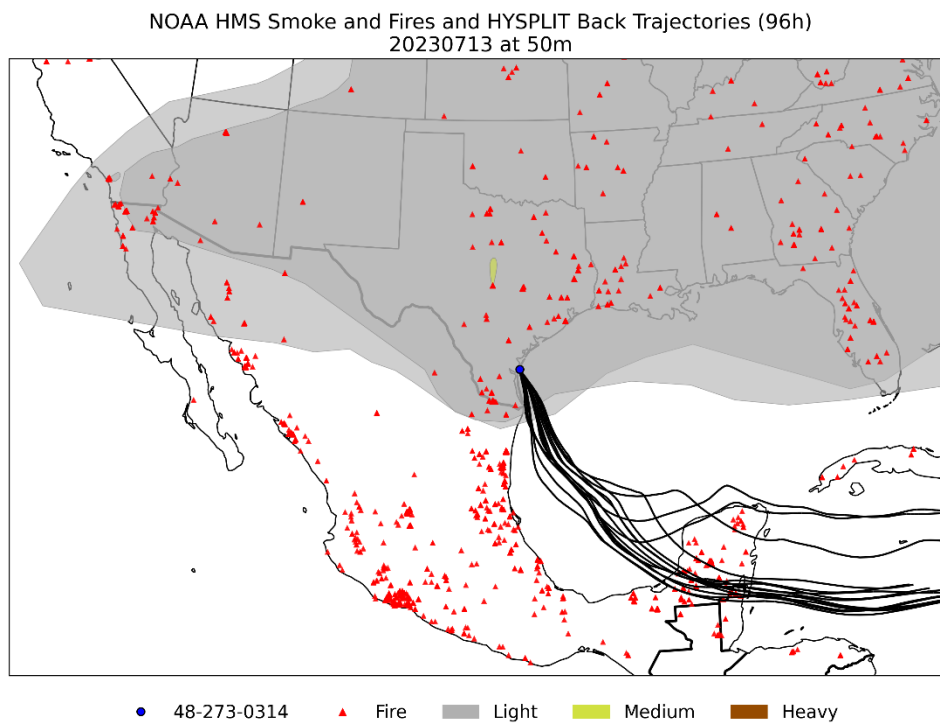 NOAA HMS Smoke and Fires and HYSPLIT Back Trajectories (96h)
20230713 at 50m
48-273-0314 Fire Light Medium Heavy